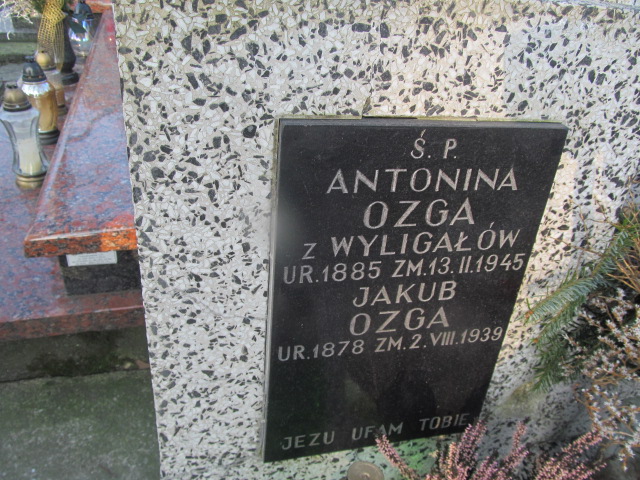 Ś. P.
ANTONINA
OZGA
Z WYLIGAŁÓW
UR. 1885 ZM. 13. II. 1945
JAKUB
OZGA
UR. 1878 ZM. 2. VIII. 1939
JEZU UFAM TOBIE